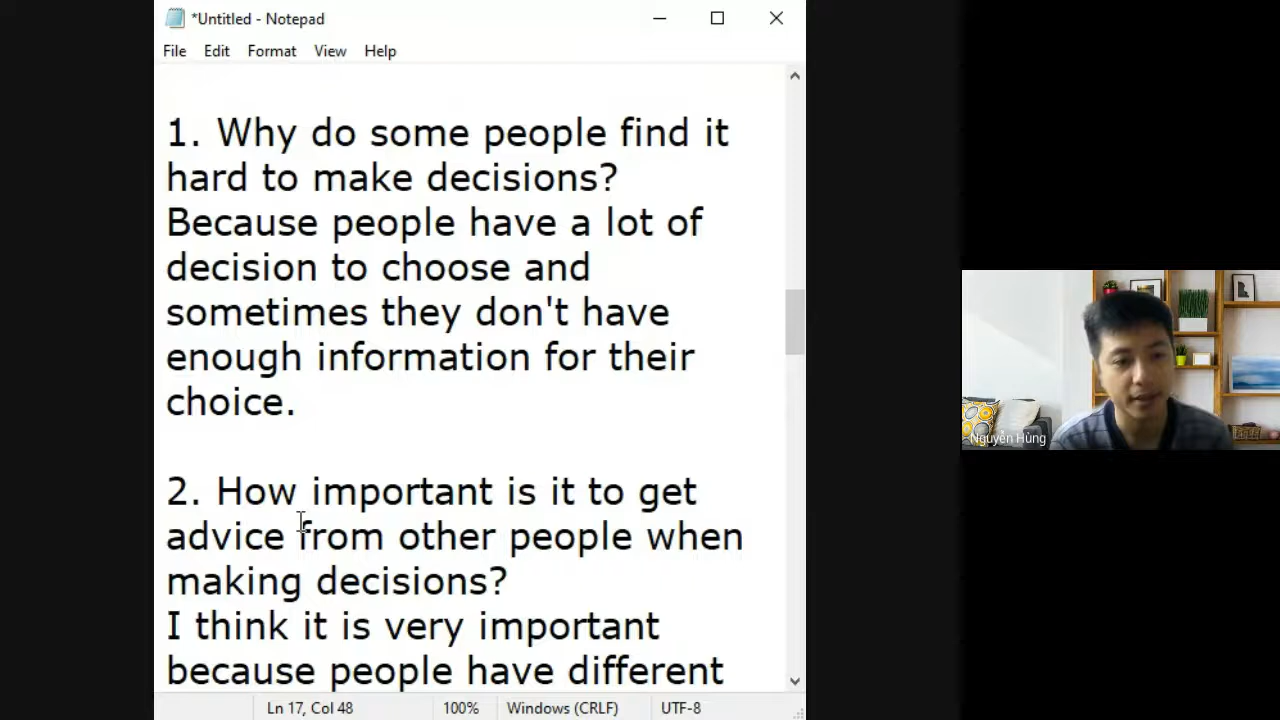 *Untitled - Notepad
File Edit Format View Help
1. Why do some people find it
hard to make decisions?
Because people have a lot of
decision to choose and
sometimes they don't have
enough information for their
choice.
2. How important is it to get
advice from other people when
making decisions?
I think it is very important
because people have different
Nguyễn Hùng
Ln 17, Col 48 100% Windows (CRLF) UTF-8